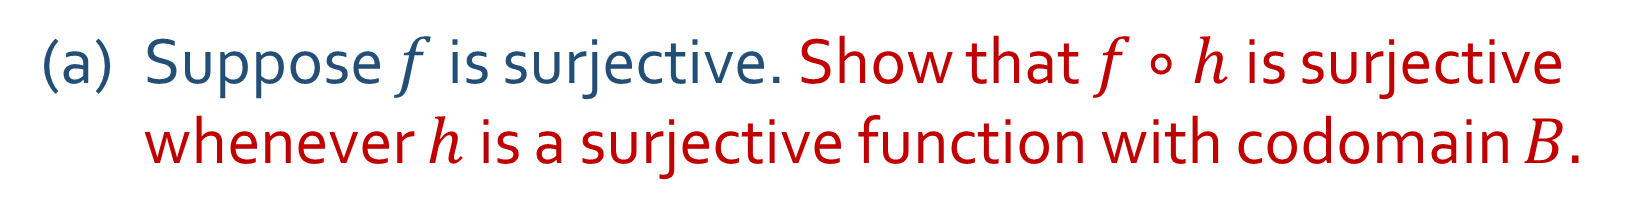 (a) Suppose f is surjective. Show that f ∘ h is surjective
whenever h is a surjective function with codomain B.